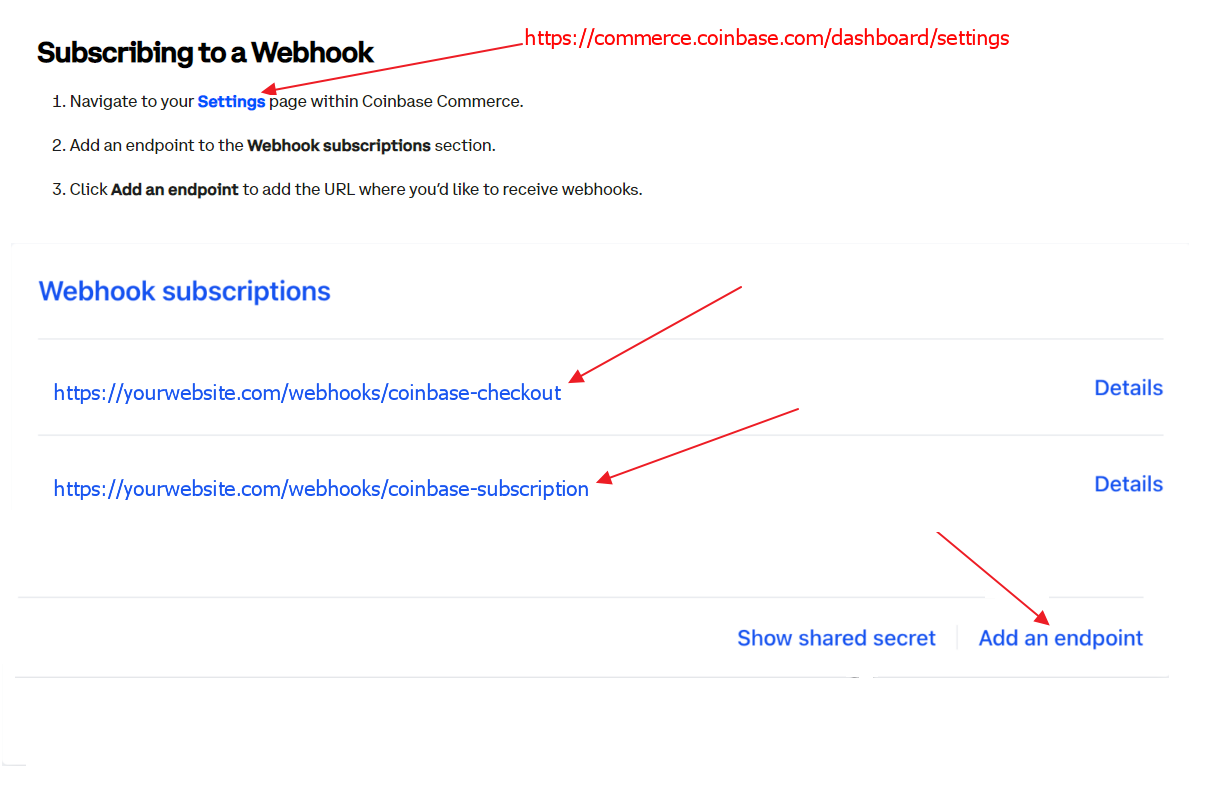 https://commerce.coinbase.com/dashboard/settings
Subscribing to a Webhook
1. Navigate to your Settings page within Coinbase Commerce.
2. Add an endpoint to the Webhook subscriptions section.
3. Click Add an endpoint to add the URL where you’d like to receive webhooks.
Webhook subscriptions
https://yourwebsite.com/webhooks/coinbase-checkout Details
https://yourwebsite.com/webhooks/coinbase-subscription Details
Show shared secret Add an endpoint